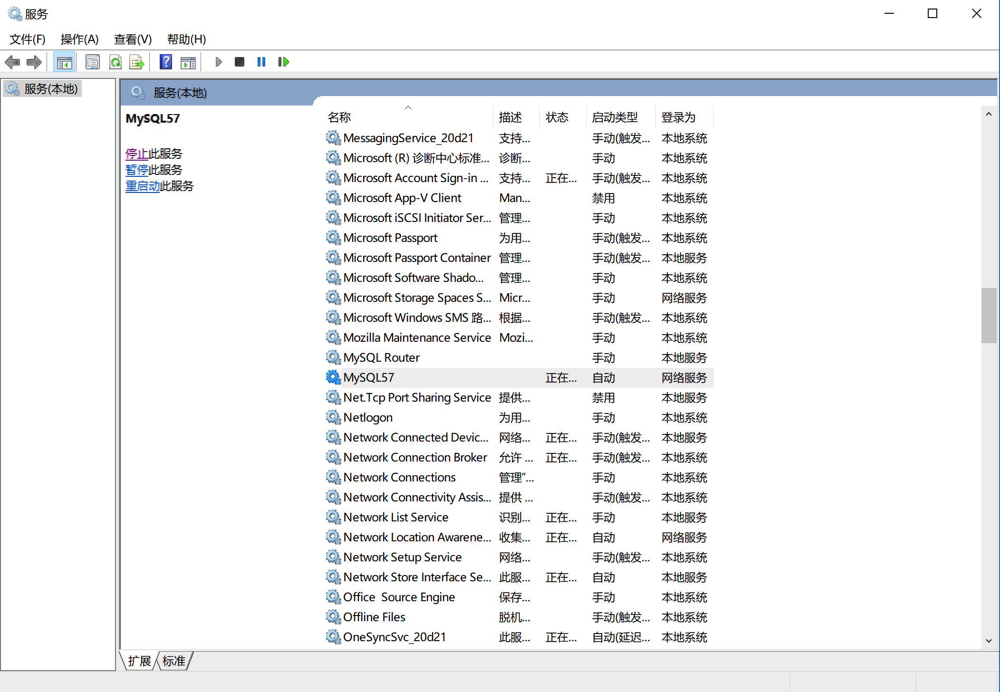 服务
文件(F) 操作(A) 查看(V) 帮助(H)
服务(本地)
服务(本地)
MySQL57
停止此服务
暂停此服务
重启动此服务
名称 描述 状态 启动类型 登录为
MessagingService_20d21 支持... 手动(触发... 本地系统
Microsoft (R) 诊断中心标准... 诊断... 手动 本地系统
Microsoft Account Sign-in ... 支持... 正在... 手动(触发... 本地系统
Microsoft App-V Client Man... 禁用 本地系统
Microsoft iSCSI Initiator Ser... 管理... 手动 本地系统
Microsoft Passport 为用... 手动(触发... 本地系统
Microsoft Passport Container 管理... 手动(触发... 本地服务
Microsoft Software Shado... 管理... 手动 本地系统
Microsoft Storage Spaces S... Micr... 手动 网络服务
Microsoft Windows SMS 路... 根据... 手动(触发... 本地系统
Mozilla Maintenance Service Mozi... 手动 本地系统
MySQL Router 手动 本地服务
MySQL57 正在... 自动 网络服务
Net.Tcp Port Sharing Service 提供... 禁用 本地服务
Netlogon 为用... 手动 本地系统
Network Connected Devic... 网络... 正在... 手动(触发... 本地服务
Network Connection Broker 允许 ... 正在... 手动(触发... 本地系统
Network Connections 管理“... 手动 本地系统
Network Connectivity Assis... 提供 ... 手动(触发... 本地系统
Network List Service 识别... 正在... 手动 本地服务
Network Location Awarene... 收集... 正在... 自动 网络服务
Network Setup Service 网络... 手动(触发... 本地系统
Network Store Interface Se... 此服... 正在... 自动 本地服务
Office  Source Engine 保存... 手动 本地系统
Offline Files 脱机... 手动(触发... 本地系统
OneSyncSvc_20d21 此服... 正在... 自动(延迟... 本地系统
扩展 标准